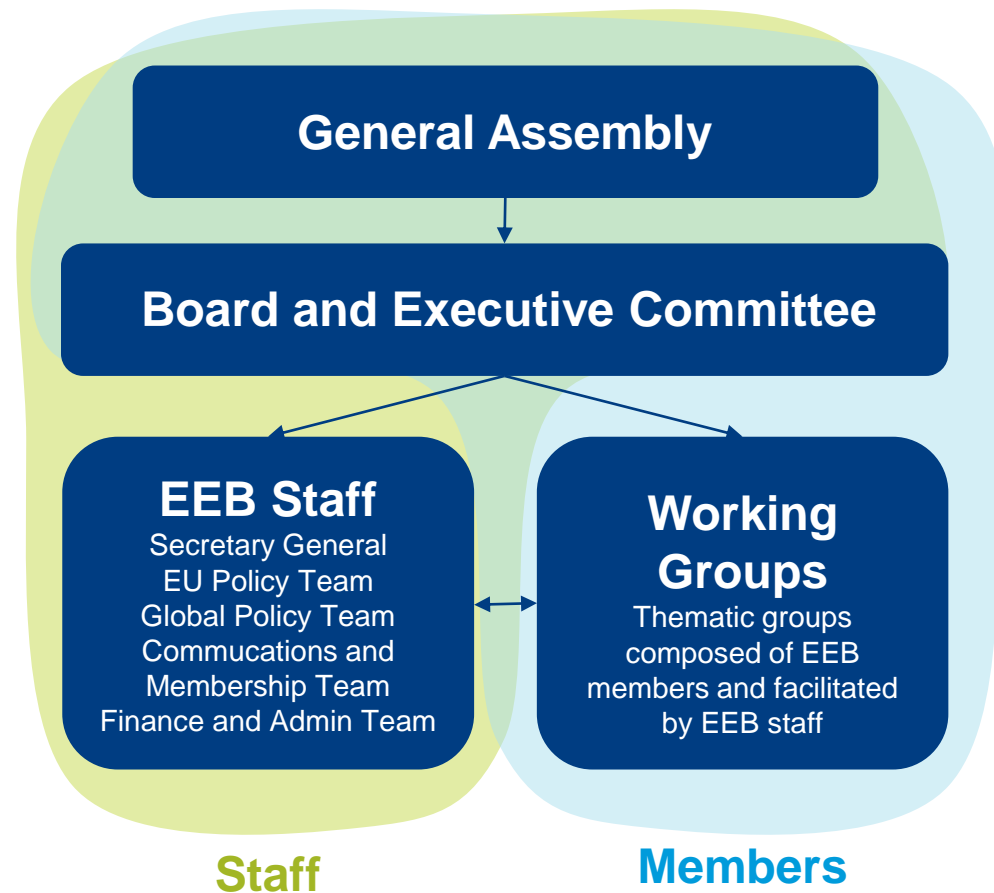 General Assembly
Board and Executive Committee
EEB Staff
Secretary General
EU Policy Team
Global Policy Team
Commucations and
Membership Team
Finance and Admin Team
Working
Groups
Thematic groups
composed of EEB
members and facilitated
by EEB staff
Staff
Members